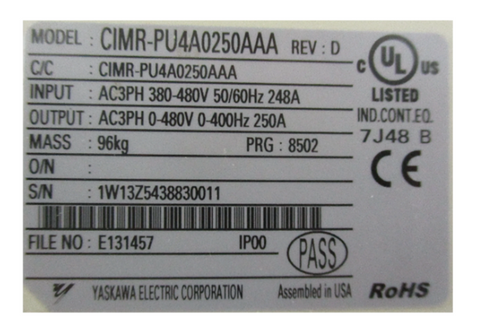 MODEL : CIMR-PU4A0250AAA REV : D
C/C : CIMR-PU4A0250AAA
INPUT : AC3PH 380-480V 50/60Hz 248A
OUTPUT : AC3PH 0-480V 0-400Hz 250A
MASS : 96kg PRG : 8502
O/N :
S/N : 1W13Z5438830011
FILE NO : E131457 IP00
PASS
YASKAWA ELECTRIC CORPORATION Assembled in USA RoHS
C UL US
LISTED
IND.CONT.EQ.
7J48 B
CE